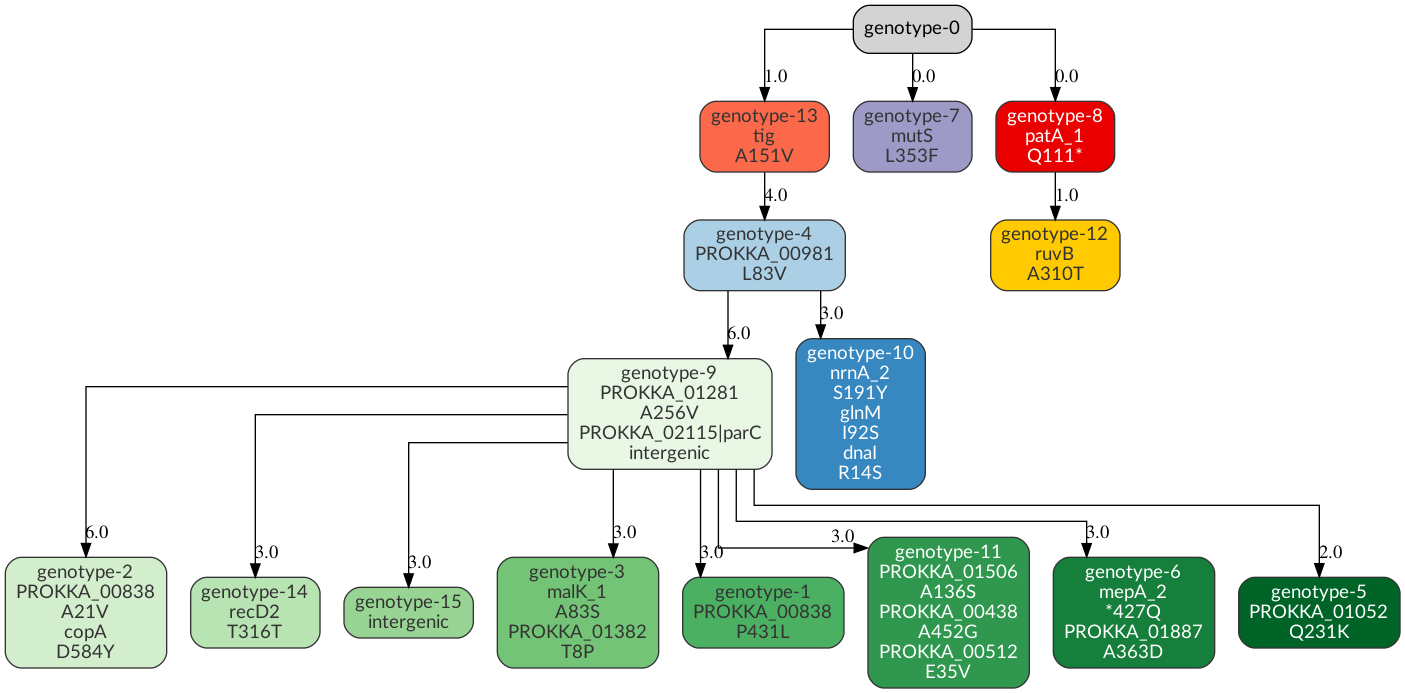 genotype-0
1.0
0.0
0.0
genotype-13
tig
A151V
genotype-7
mutS
L353F
genotype-8
patA_1
Q111*
4.0
1.0
genotype-4
PROKKA_00981
L83V
genotype-12
ruvB
A310T
6.0
3.0
genotype-9
PROKKA_01281
A256V
PROKKA_02115|parC
intergenic
genotype-10
nrnA_2
S191Y
glnM
I92S
dnaI
R14S
6.0
3.0
3.0
3.0
3.0
3.0
3.0
2.0
genotype-2
PROKKA_00838
A21V
copA
D584Y
genotype-14
recD2
T316T
genotype-15
intergenic
genotype-3
malK_1
A83S
PROKKA_01382
T8P
genotype-1
PROKKA_00838
P431L
genotype-11
PROKKA_01506
A136S
PROKKA_00438
A452G
PROKKA_00512
E35V
genotype-6
mepA_2
*427Q
PROKKA_01887
A363D
genotype-5
PROKKA_01052
Q231K